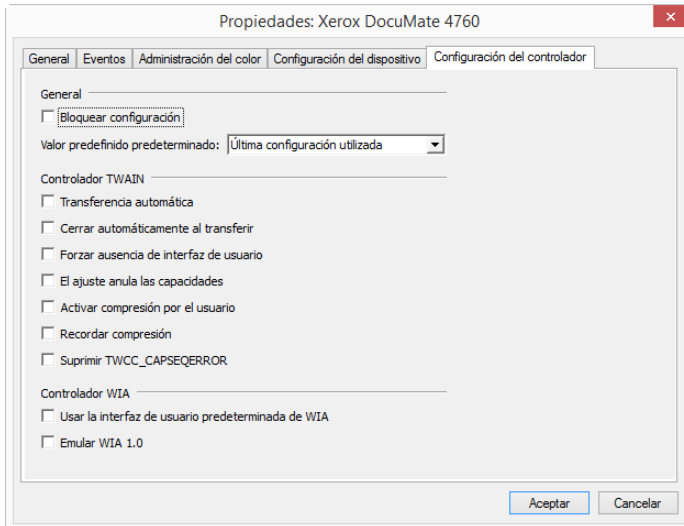 Propiedades: Xerox DocuMate 4760
General Eventos Administración del color Configuración del dispositivo Configuración del controlador
General
Bloquear configuración
Valor predefinido predeterminado: Última configuración utilizada
Controlador TWAIN
Transferencia automática
Cerrar automáticamente al transferir
Forzar ausencia de interfaz de usuario
El ajuste anula las capacidades
Activar compresión por el usuario
Recordar compresión
Suprimir TWCC_CAPSEQERROR
Controlador WIA
Usar la interfaz de usuario predeterminada de WIA
Emular WIA 1.0
Aceptar Cancelar